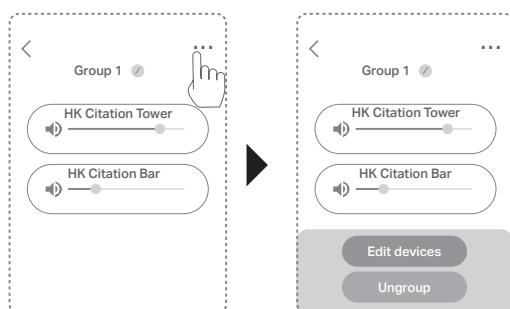 Group 1
HK Citation Tower
HK Citation Bar
Group 1
HK Citation Tower
HK Citation Bar
Edit devices
Ungroup